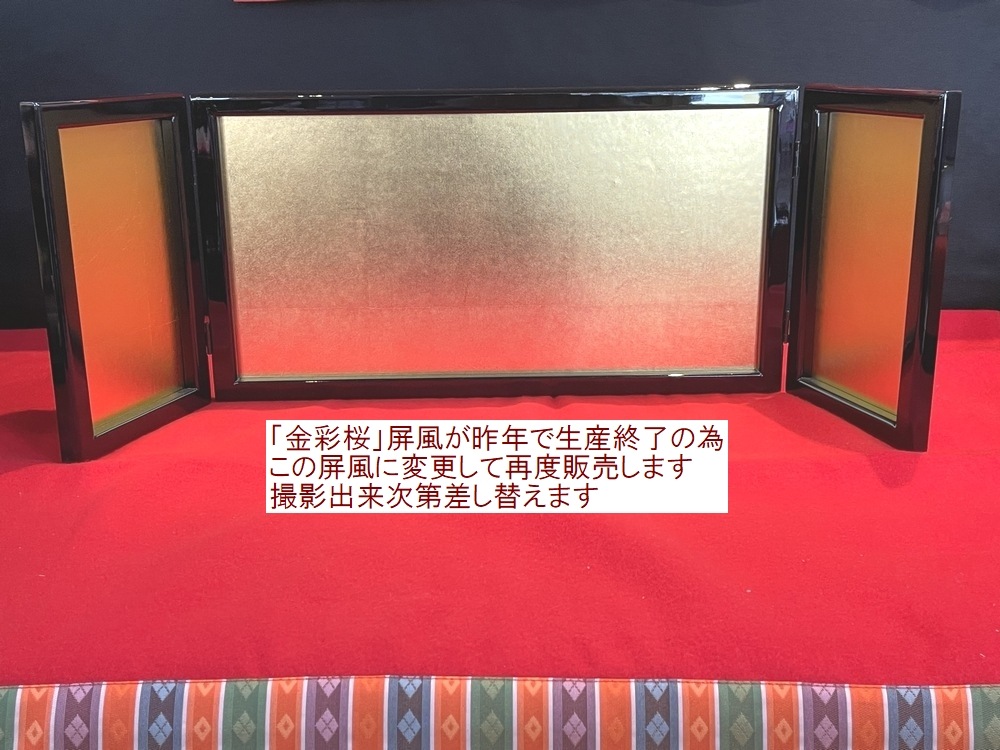 「金彩桜」屏風が昨年で生産終了の為
この屏風に変更して再度販売します
撮影出来次第差し替えます